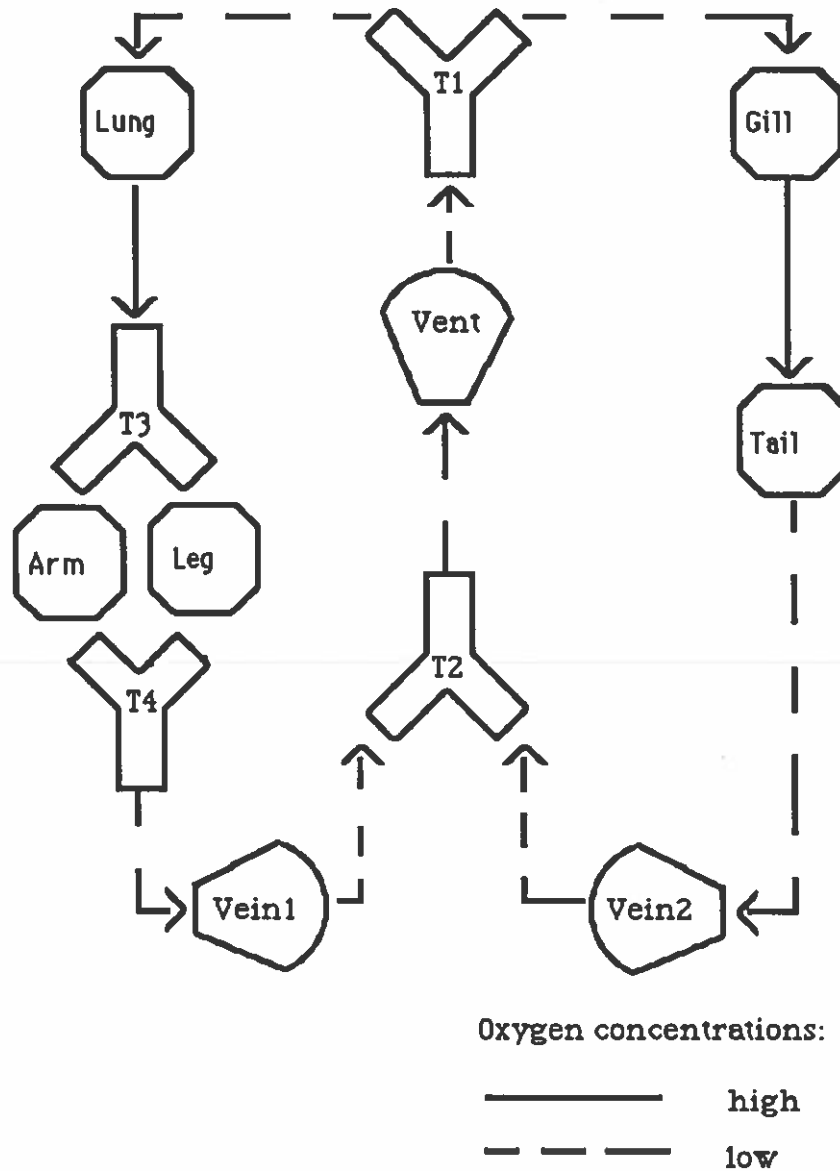 T1
Lung
Gill
Vent
T3
Tail
Arm
Leg
T2
T4
Vein1
Vein2
Oxygen concentrations:
high
low